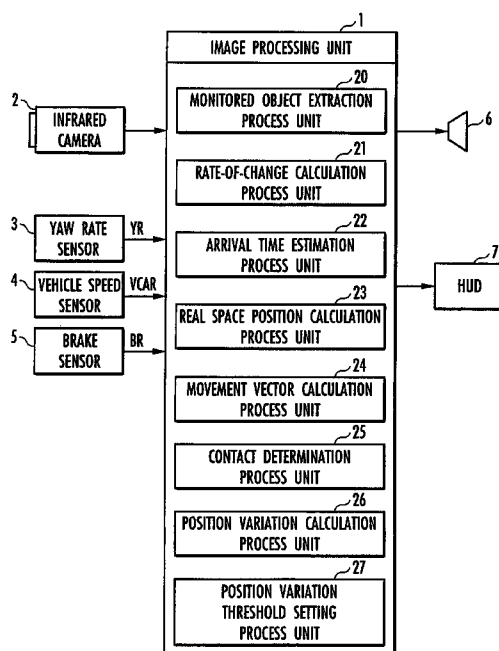 1
IMAGE PROCESSING UNIT
2
INFRARED
CAMERA
20
MONITORED OBJECT EXTRACTION
PROCESS UNIT
6
21
RATE-OF-CHANGE CALCULATION
PROCESS UNIT
3
YAW RATE
SENSOR
YR
22
ARRIVAL TIME ESTIMATION
PROCESS UNIT
7
HUD
4
VEHICLE SPEED
SENSOR
VCAR
23
REAL SPACE POSITION CALCULATION
PROCESS UNIT
5
BRAKE
SENSOR
BR
24
MOVEMENT VECTOR CALCULATION
PROCESS UNIT
25
CONTACT DETERMINATION
PROCESS UNIT
26
POSITION VARIATION CALCULATION
PROCESS UNIT
27
POSITION VARIATION
THRESHOLD SETTING
PROCESS UNIT